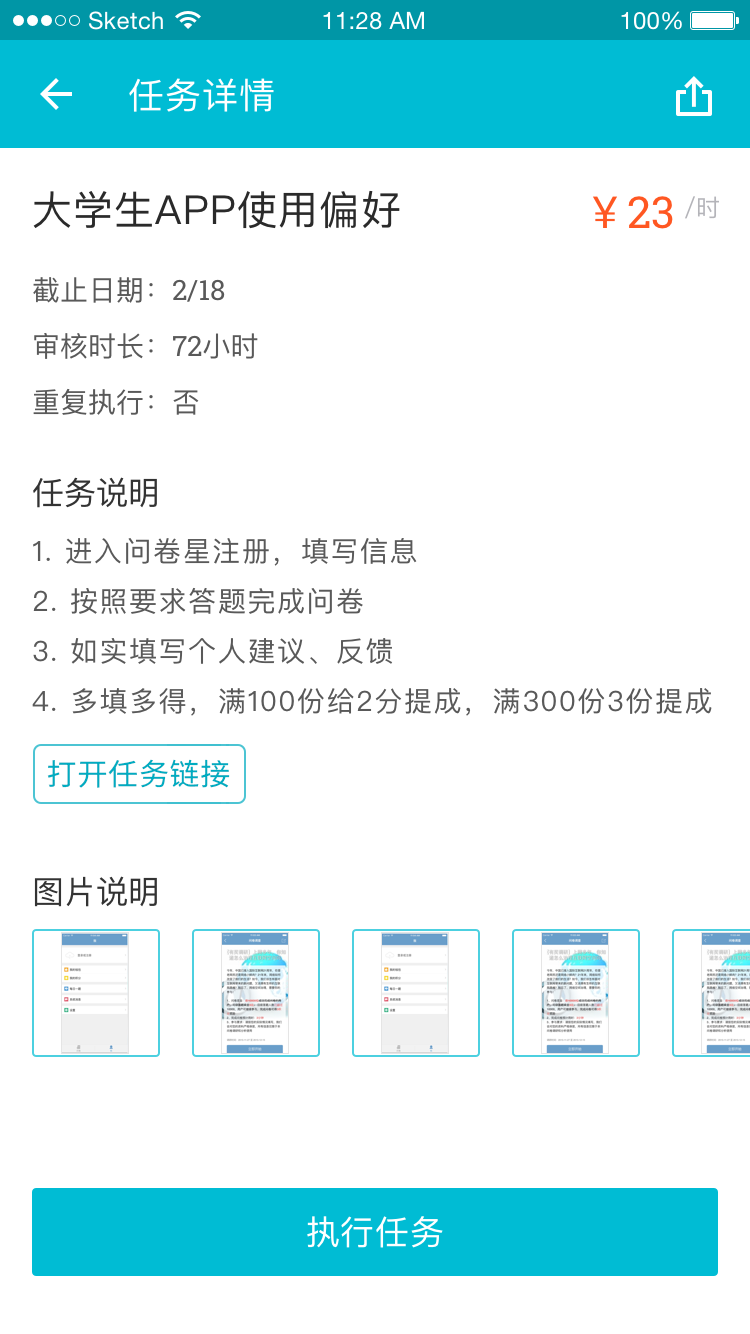 Sketch 11:28 AM 100%
任务详情
大学生APP使用偏好 ¥ 23 /时
截止日期：2/18
审核时长：72小时
重复执行：否
任务说明
1. 进入问卷星注册，填写信息
2. 按照要求答题完成问卷
3. 如实填写个人建议、反馈
4. 多填多得，满100份给2分提成，满300份3份提成
打开任务链接
图片说明
执行任务